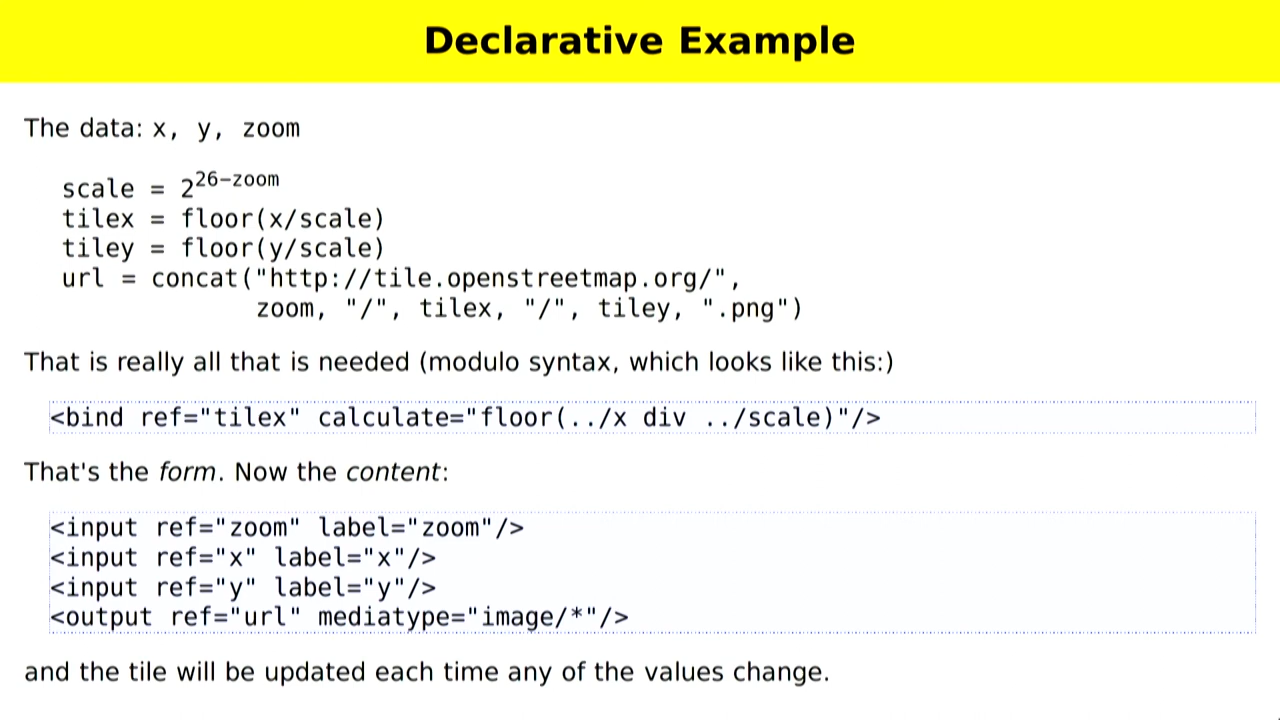 Declarative Example
The data: x, y, zoom
scale = 2^26−zoom
tilex = floor(x/scale)
tiley = floor(y/scale)
url = concat("http://tile.openstreetmap.org/",
zoom, "/", tilex, "/", tiley, ".png")
That is really all that is needed (modulo syntax, which looks like this:)
<bind ref="tilex" calculate="floor(../x div ../scale)"/>
That's the form. Now the content:
<input ref="zoom" label="zoom"/>
<input ref="x" label="x"/>
<input ref="y" label="y"/>
<output ref="url" mediatype="image/*"/>
and the tile will be updated each time any of the values change.